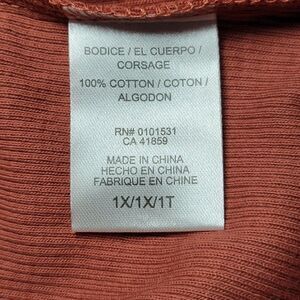 BODICE / EL CUERPO /
CORSAGE
100% COTTON / COTON /
ALGODON
RN# 0101531
CA 41859
MADE IN CHINA
HECHO EN CHINA
FABRIQUE EN CHINE
1X/1X/1T